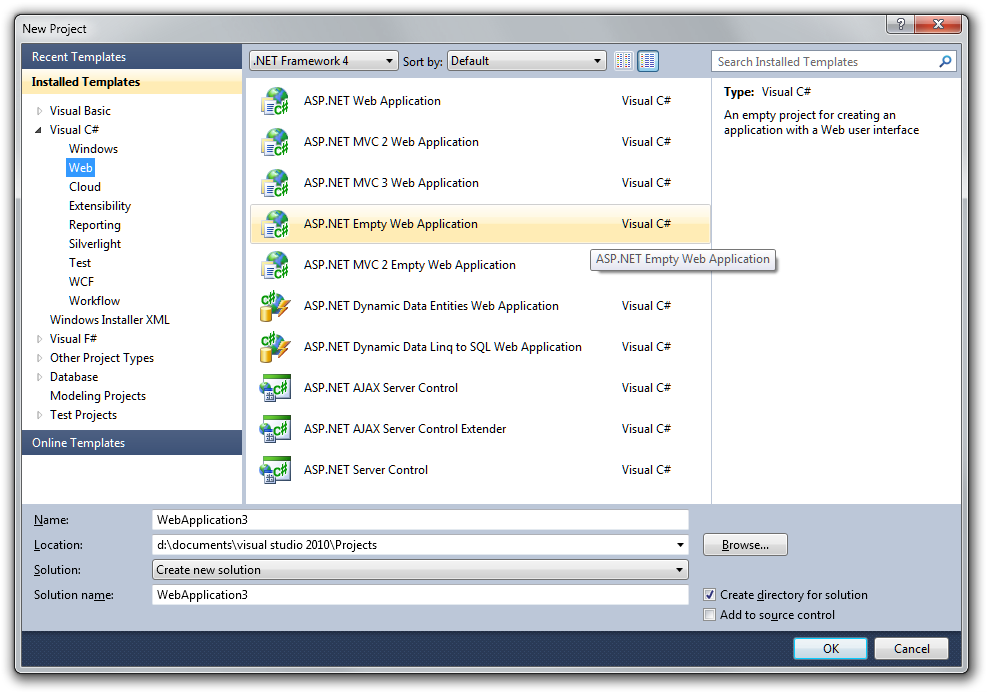 New Project
Recent Templates
Installed Templates
Visual Basic
Visual C#
Windows
Web
Cloud
Extensibility
Reporting
Silverlight
Test
WCF
Workflow
Windows Installer XML
Visual F#
Other Project Types
Database
Modeling Projects
Test Projects
Online Templates
.NET Framework 4 Sort by: Default
ASP.NET Web Application Visual C#
ASP.NET MVC 2 Web Application Visual C#
ASP.NET MVC 3 Web Application Visual C#
ASP.NET Empty Web Application Visual C#
ASP.NET Empty Web Application
ASP.NET MVC 2 Empty Web Application
ASP.NET Dynamic Data Entities Web Application Visual C#
ASP.NET Dynamic Data Linq to SQL Web Application Visual C#
ASP.NET AJAX Server Control Visual C#
ASP.NET AJAX Server Control Extender Visual C#
ASP.NET Server Control Visual C#
Search Installed Templates
Type: Visual C#
An empty project for creating an
application with a Web user interface
Name: WebApplication3
Location: d:\documents\visual studio 2010\Projects Browse...
Solution: Create new solution
Solution name: WebApplication3
Create directory for solution
Add to source control
OK Cancel